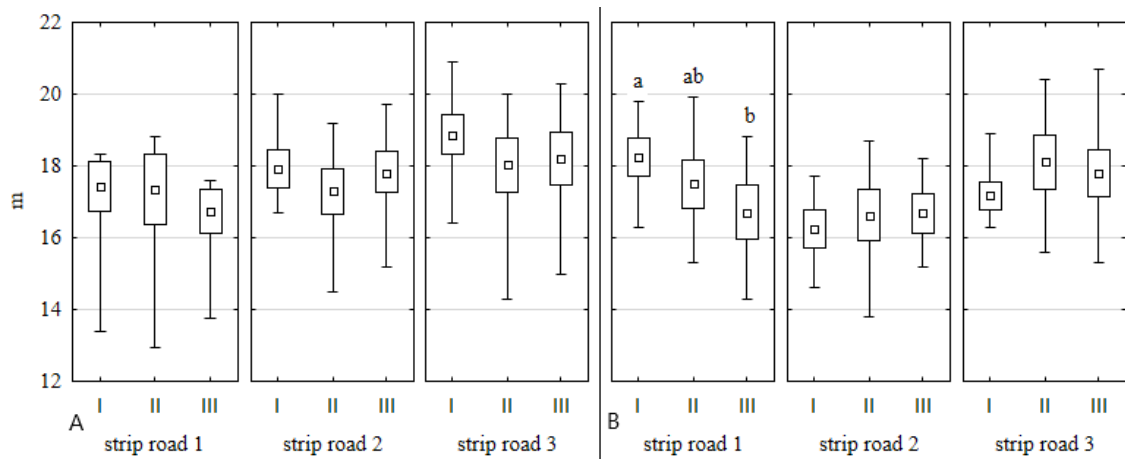 22
20
18
16
14
12
m
a
ab
b
I II III I II III I II III I II III I II III I II III
A B
strip road 1 strip road 2 strip road 3 strip road 1 strip road 2 strip road 3